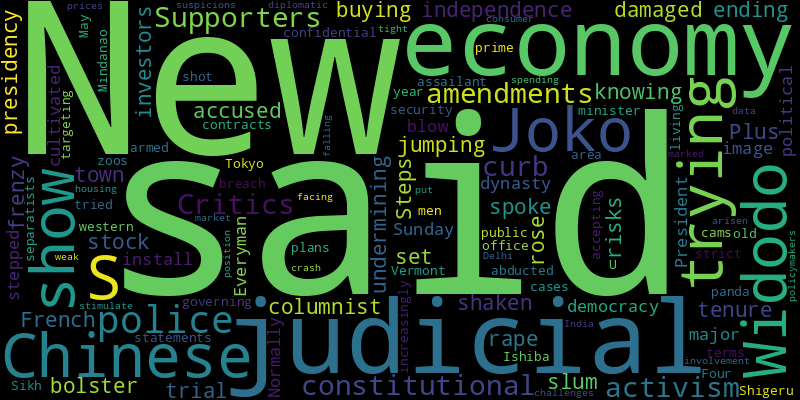 New
Said
economy
judicial
Joko
widodo
show
trying
Chinese
S
police
constitutional
activism
Supporters
buying
independence
damaged
ending
prices
suspicions
diplomatic
consumer
tight
confidential
prime
May
Mindanao
investors
presidency
cultivated
targeting
shot
accused
contracts
assailant
year
security
amendments
knowing
spending
minister
political
Plus
image
data
living
armed
zoos
town
frenzy
separatists
stepped
tried
housing
western
stock
install
Tokyo
breach
Critics
market
position
Everyman
falling
facing
plans
crash
blow
jumping
curb
area
dynasty
Steps
put
men
spoke
Sunday
undermining
set
rose
public
office
Delhi
Vermont
abducted
cases
accepting
risks
President
marked
cams
old
arisen
strict
policymakers
panda
tenure
weak
stimulate
French
statements
governing
columnist
shaken
democracy
major
India
rape
Ishiba
increasingly
Normally
Sikh
bolster
trial
slum
challenges
Four
terms
involvement
Shigeru